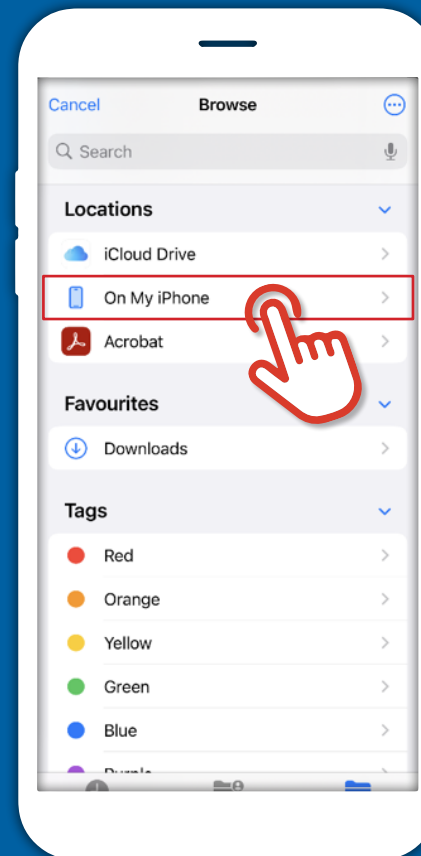 Cancel Browse
Search
Locations
iCloud Drive
On My iPhone
Acrobat
Favourites
Downloads
Tags
Red
Orange
Yellow
Green
Blue